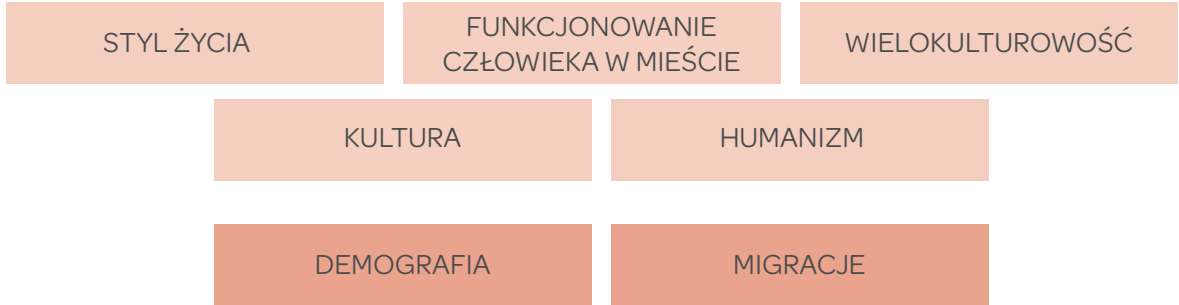 STYL ŻYCIA
FUNKCJONOWANIE
CZŁOWIEKA W MIEŚCIE
WIELOKULTUROWOŚĆ
KULTURA
HUMANIZM
DEMOGRAFIA
MIGRACJE